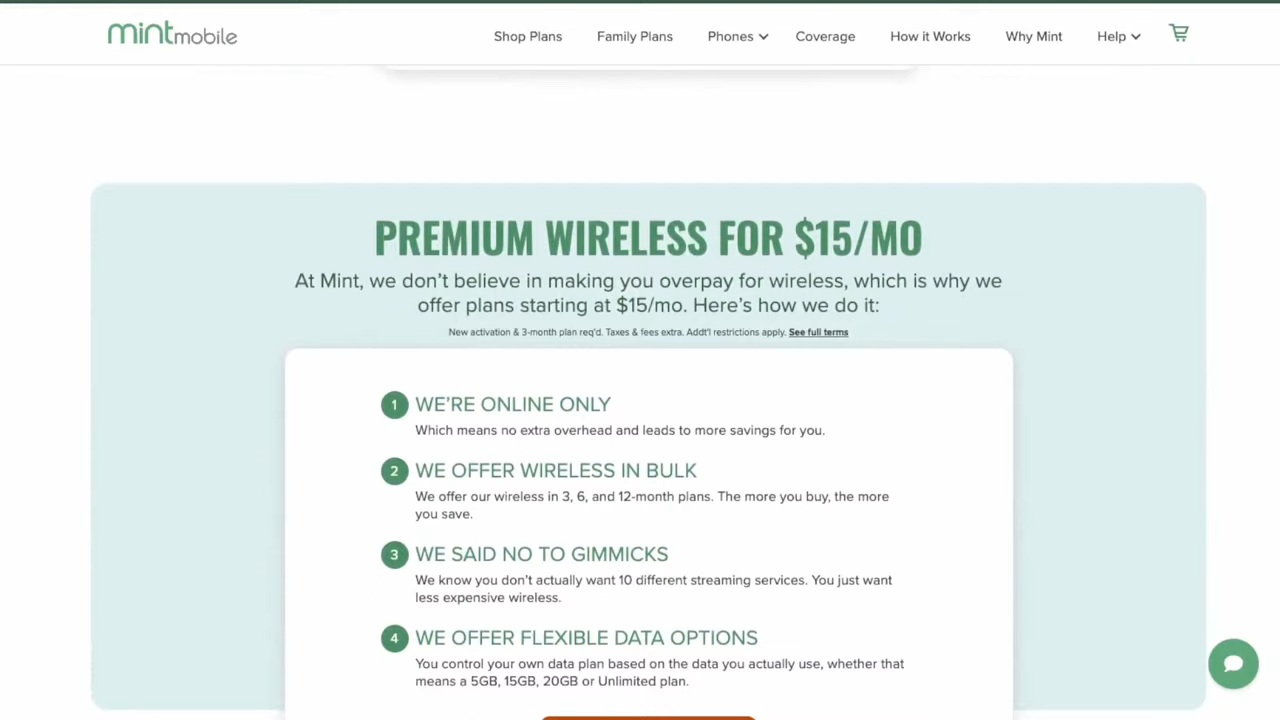 mintmobile
Shop Plans
Family Plans
Phones
Coverage
How it Works
Why Mint
Help
PREMIUM WIRELESS FOR $15/MO
At Mint, we don’t believe in making you overpay for wireless, which is why we
offer plans starting at $15/mo. Here’s how we do it:
New activation & 3-month plan req'd. Taxes & fees extra. Addt'l restrictions apply. See full terms
1 WE’RE ONLINE ONLY
Which means no extra overhead and leads to more savings for you.
2 WE OFFER WIRELESS IN BULK
We offer our wireless in 3, 6, and 12-month plans. The more you buy, the more
you save.
3 WE SAID NO TO GIMMICKS
We know you don’t actually want 10 different streaming services. You just want
less expensive wireless.
4 WE OFFER FLEXIBLE DATA OPTIONS
You control your own data plan based on the data you actually use, whether that
means a 5GB, 15GB, 20GB or Unlimited plan.